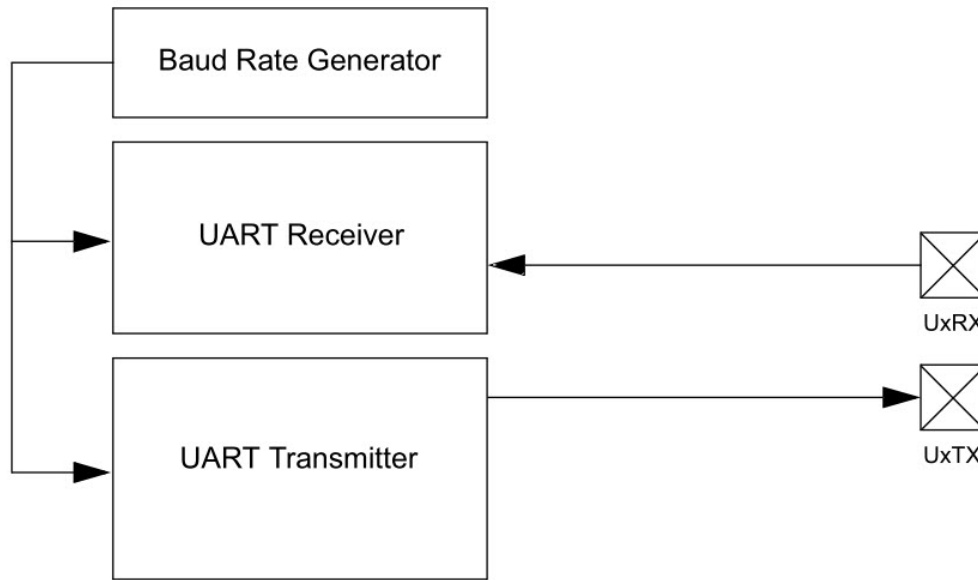 Baud Rate Generator
UART Receiver
UxRX
UART Transmitter
UxTX